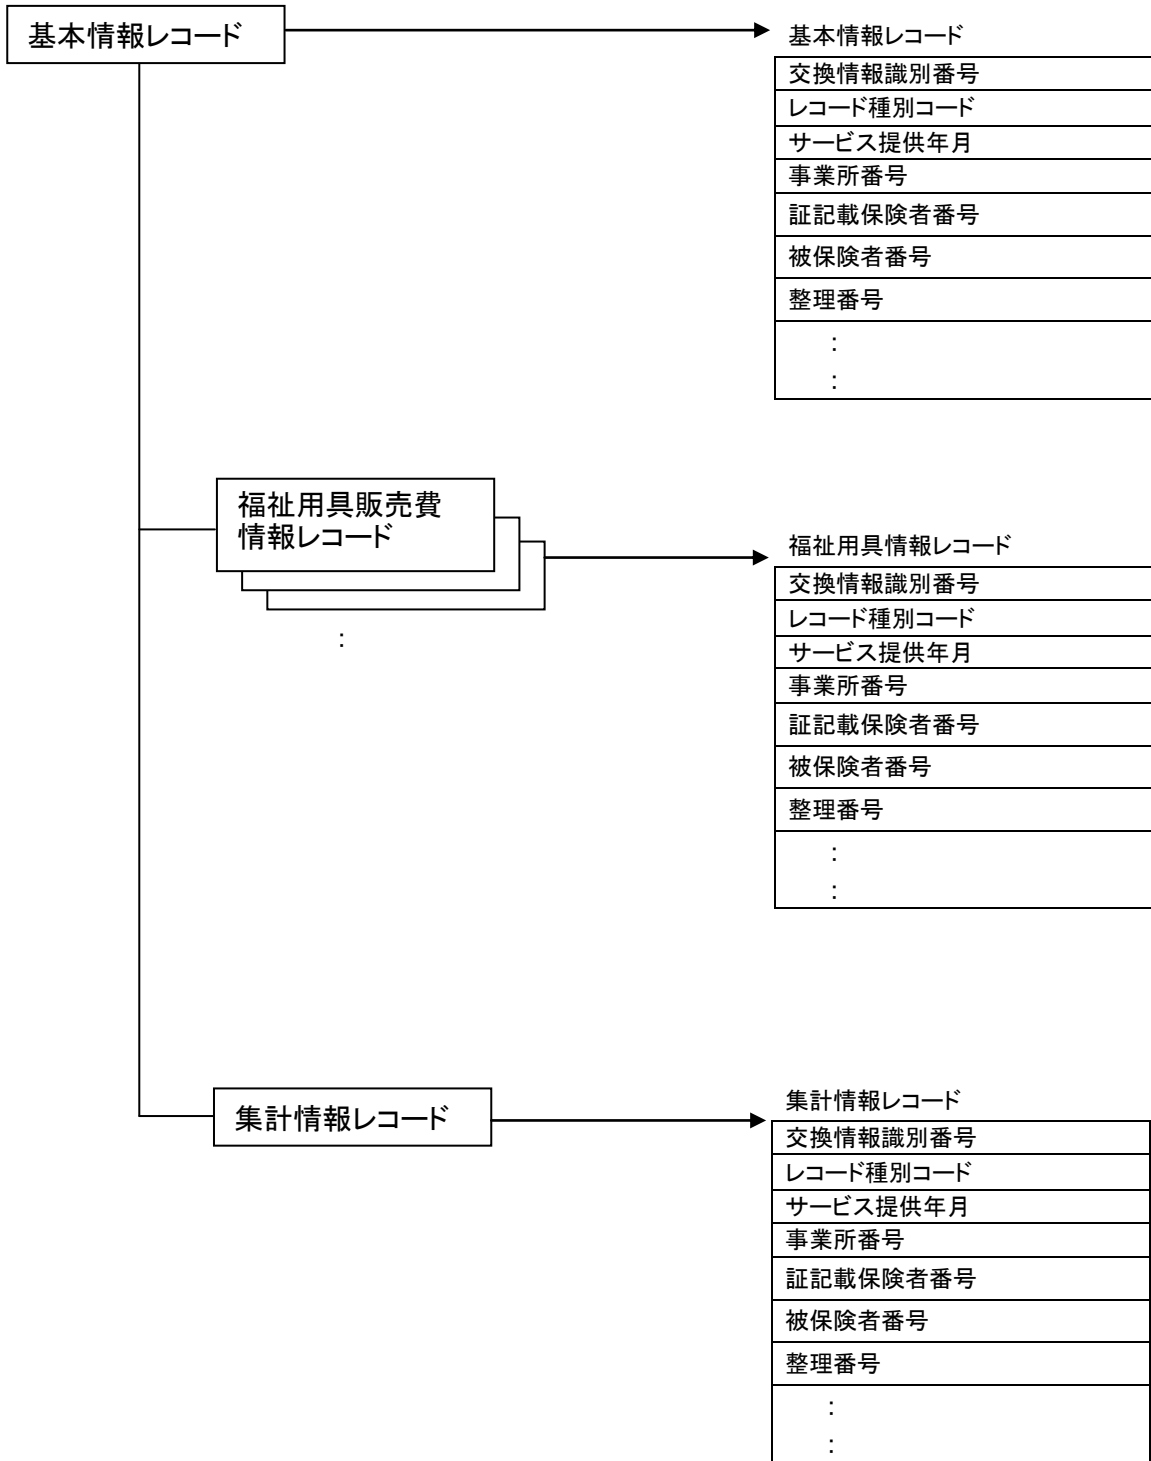 基本情報レコード
基本情報レコード
交換情報識別番号
レコード種別コード
サービス提供年月
事業所番号
証記載保険者番号
被保険者番号
整理番号
:
:
福祉用具販売費
情報レコード
:
福祉用具情報レコード
交換情報識別番号
レコード種別コード
サービス提供年月
事業所番号
証記載保険者番号
被保険者番号
整理番号
:
:
集計情報レコード
集計情報レコード
交換情報識別番号
レコード種別コード
サービス提供年月
事業所番号
証記載保険者番号
被保険者番号
整理番号
:
: